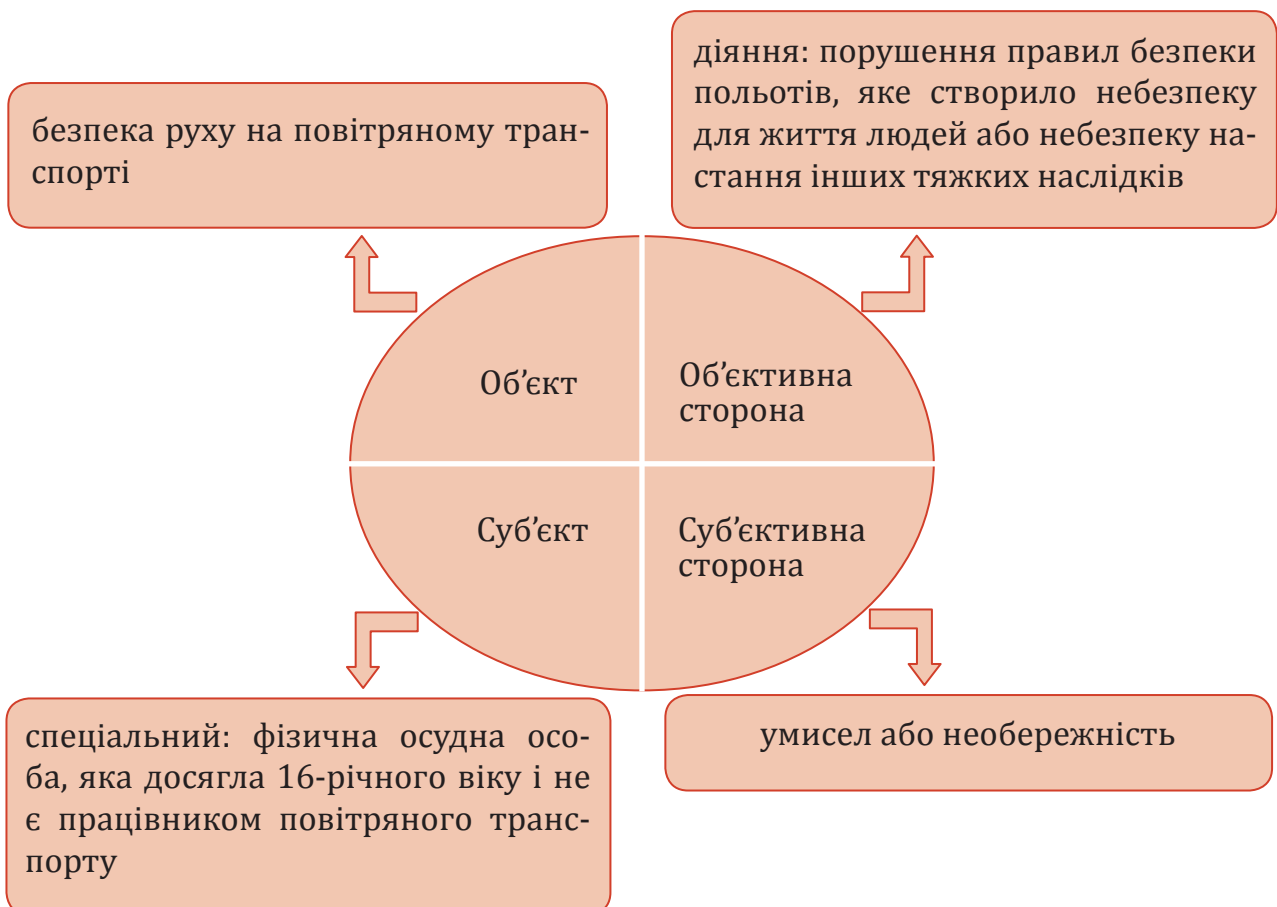 безпека руху на повітряному тран-
спорті
діяння: порушення правил безпеки
польотів, яке створило небезпеку
для життя людей або небезпеку на-
стання інших тяжких наслідків
Об’єкт
Об’єктивна
сторона
Суб’єкт
Суб’єктивна
сторона
спеціальний: фізична осудна осо-
ба, яка досягла 16-річного віку і не
є працівником повітряного транс-
порту
умисел або необережність